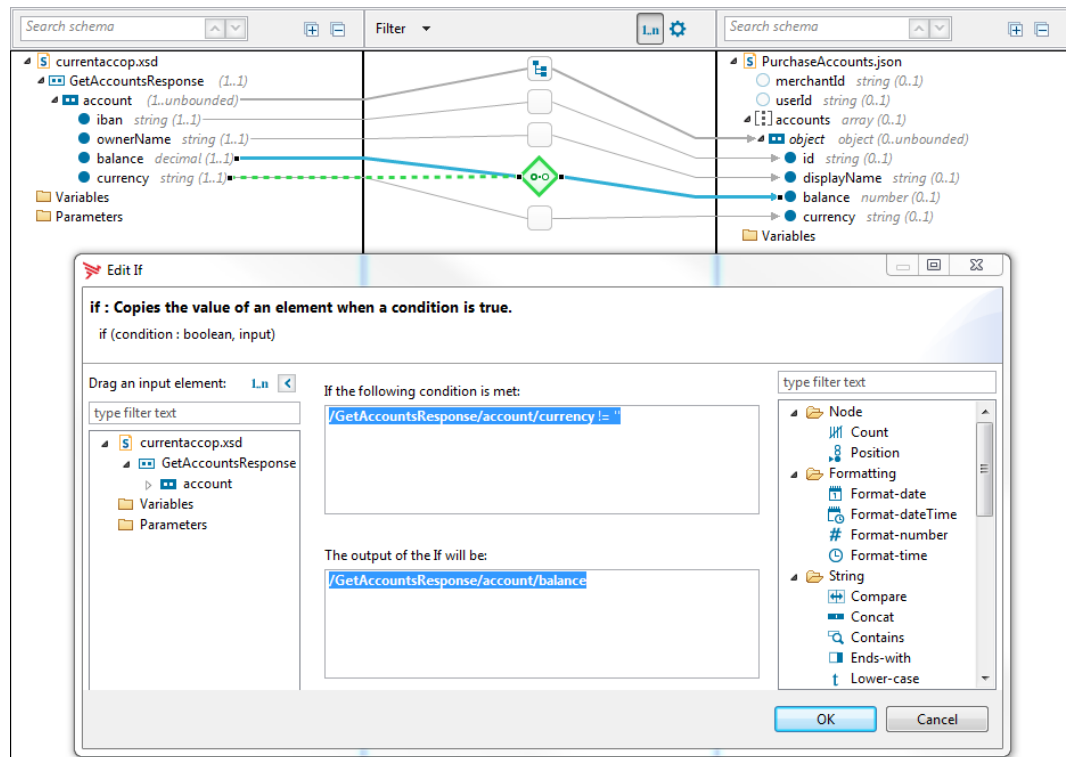 Search schema
Filter
1..n
Search schema
currentaccop.xsd
GetAccountsResponse (1..1)
account (1..unbounded)
iban string (1..1)
ownerName string (1..1)
balance decimal (1..1)
currency string (1..1)
Variables
Parameters
PurchaseAccounts.json
merchantId string (0..1)
userId string (0..1)
accounts array (0..1)
object object (0..unbounded)
id string (0..1)
displayName string (0..1)
balance number (0..1)
currency string (0..1)
Variables
Edit If
if : Copies the value of an element when a condition is true.
if (condition : boolean, input)
Drag an input element: 1..n
type filter text
currentaccop.xsd
GetAccountsResponse
account
Variables
Parameters
If the following condition is met:
/GetAccountsResponse/account/currency != ''
The output of the If will be:
/GetAccountsResponse/account/balance
type filter text
Node
Count
Position
Formatting
Format-date
Format-dateTime
Format-number
Format-time
String
Compare
Concat
Contains
Ends-with
Lower-case
OK
Cancel